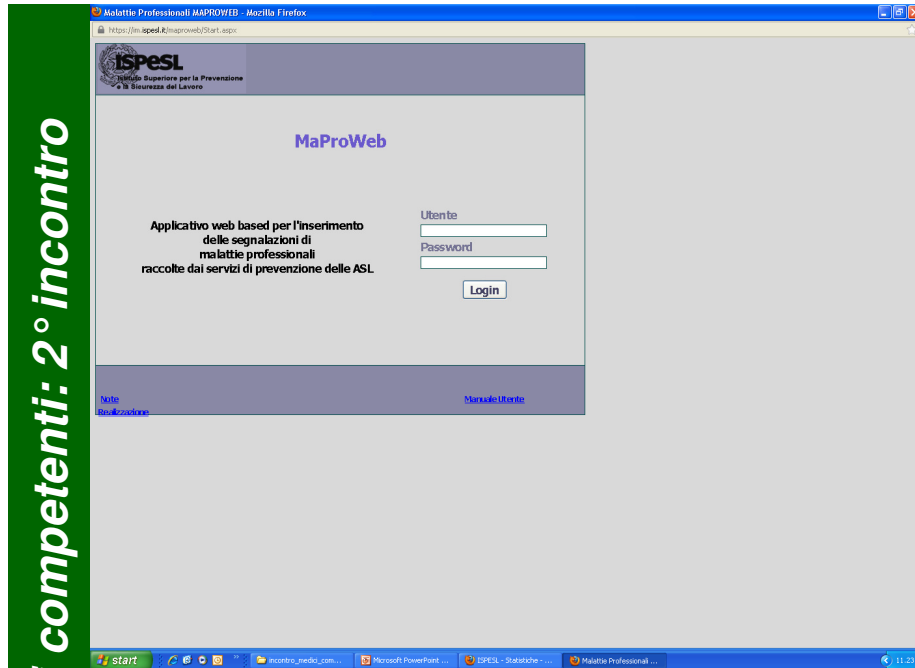 competenti: 2° incontro
Malattie Professionali MAPROWEB - Mozilla Firefox
https://im.ispesl.it/maproweb/Start.aspx
ISPESL
Istituto Superiore per la Prevenzione
e la Sicurezza del Lavoro
MaProWeb
Applicativo web based per l'inserimento
delle segnalazioni di
malattie professionali
raccolte dai servizi di prevenzione delle ASL
Utente
Password
Login
Note
Realizzazione
Manuale Utente
start
incontro_medici_com...
Microsoft PowerPoint ...
ISPESL - Statistiche - ...
Malattie Professionali ...
11.23